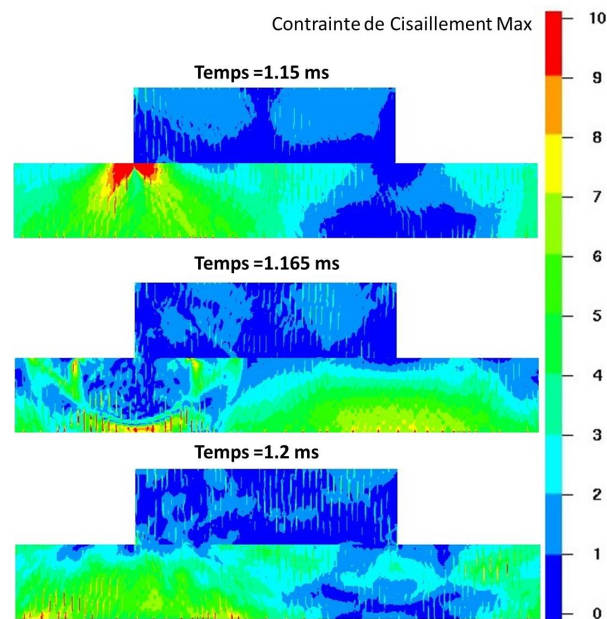 Contrainte de Cisaillement Max
Temps =1.15 ms
Temps =1.165 ms
Temps =1.2 ms
10
9
8
7
6
5
4
3
2
1
0